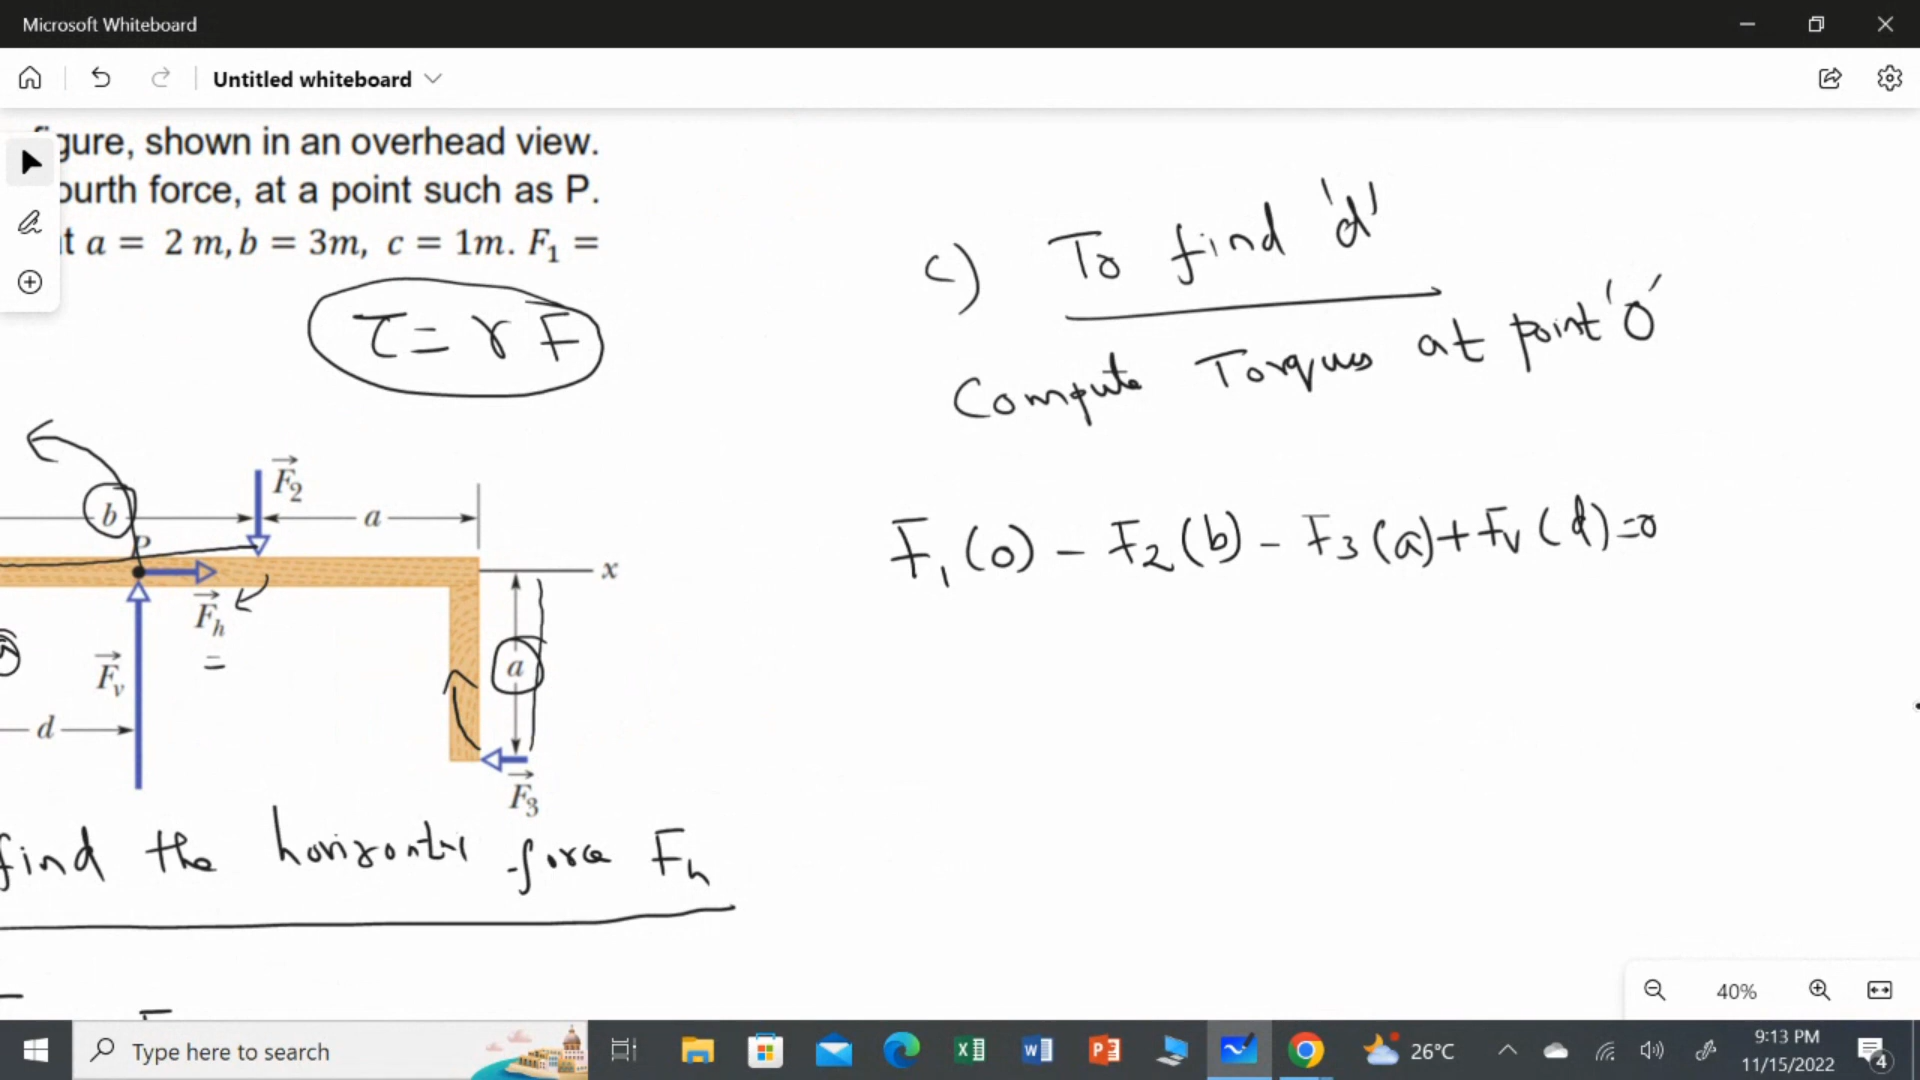 Microsoft Whiteboard
Untitled whiteboard
figure, shown in an overhead view.
ourth force, at a point such as P.
t a = 2 m, b = 3m, c = 1m. F₁ =
τ = r F
c) To find 'd'
Compute Torques at point 'O'
F₁(0) − F₂(b) − F₃(a) + Fv(d) = 0
F₂
b
a
P
x
Fh
=
a
Fv
d
F₃
find the horizontal force Fh
40%
Type here to search
26°C
9:13 PM
11/15/2022
4